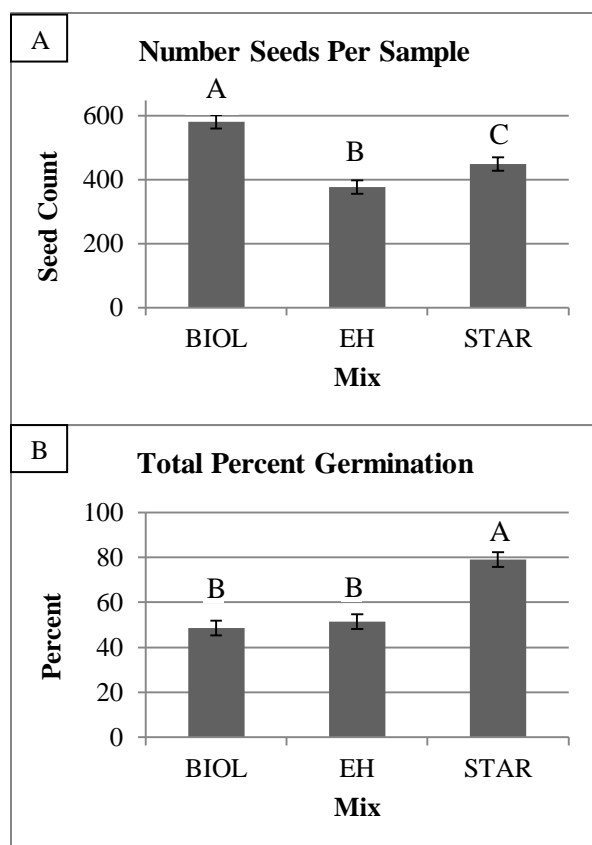 A
Number Seeds Per Sample
A
B
C
600
400
200
0
Seed Count
BIOL EH STAR
Mix
B
Total Percent Germination
A
B B
100
80
60
40
20
0
Percent
BIOL EH STAR
Mix